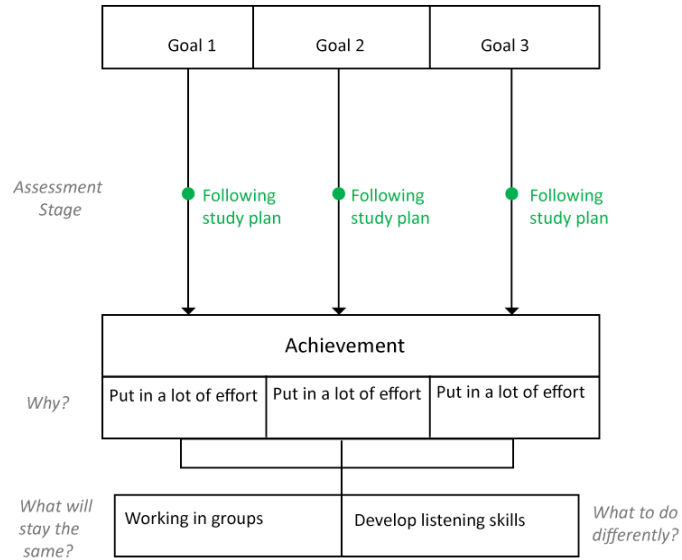 Goal 1
Goal 2
Goal 3
Assessment
Stage
Following
study plan
Following
study plan
Following
study plan
Achievement
Why?
Put in a lot of effort
Put in a lot of effort
Put in a lot of effort
What will
stay the
same?
Working in groups
Develop listening skills
What to do
differently?